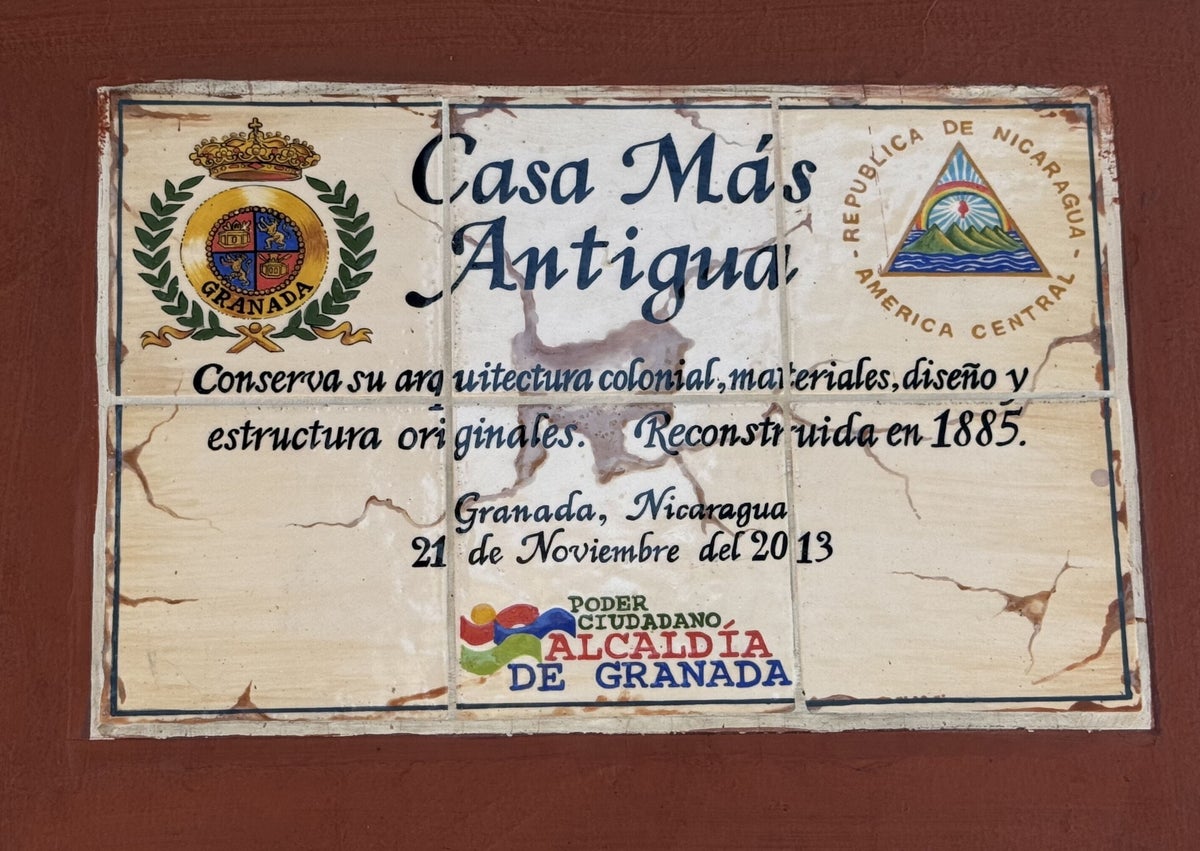 Casa Más
Antigua
GRANADA
- REPUBLICA DE NICARAGUA -
AMERICA CENTRAL
Conserva su arquitectura colonial, materiales, diseño y
estructura originales. Reconstruida en 1885.
Granada, Nicaragua
21 de Noviembre del 2013
PODER
CIUDADANO
ALCALDÍA
DE GRANADA